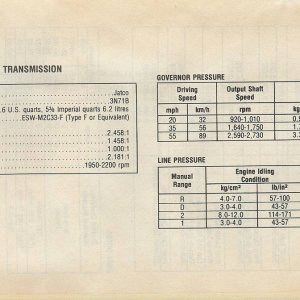 TRANSMISSION
Jatco
3N71B
.6 U.S. quarts, 5⅝ Imperial quarts 6.2 litres
ESW-M2C33-F (Type F or Equivalent)
2.458:1
1.458:1
1.000:1
2.181:1
1950-2200 rpm
GOVERNOR PRESSURE
Driving Speed Output Shaft Speed
mph km/h rpm
20 32 920-1,010
35 56 1,640-1,750
55 89 2,590-2,730
LINE PRESSURE
Manual Range Engine Idling Condition
kg/cm² lb/in²
R 4.0-7.0 57-100
D 3.0-4.0 43-57
2 8.0-12.0 114-171
1 3.0-4.0 43-57